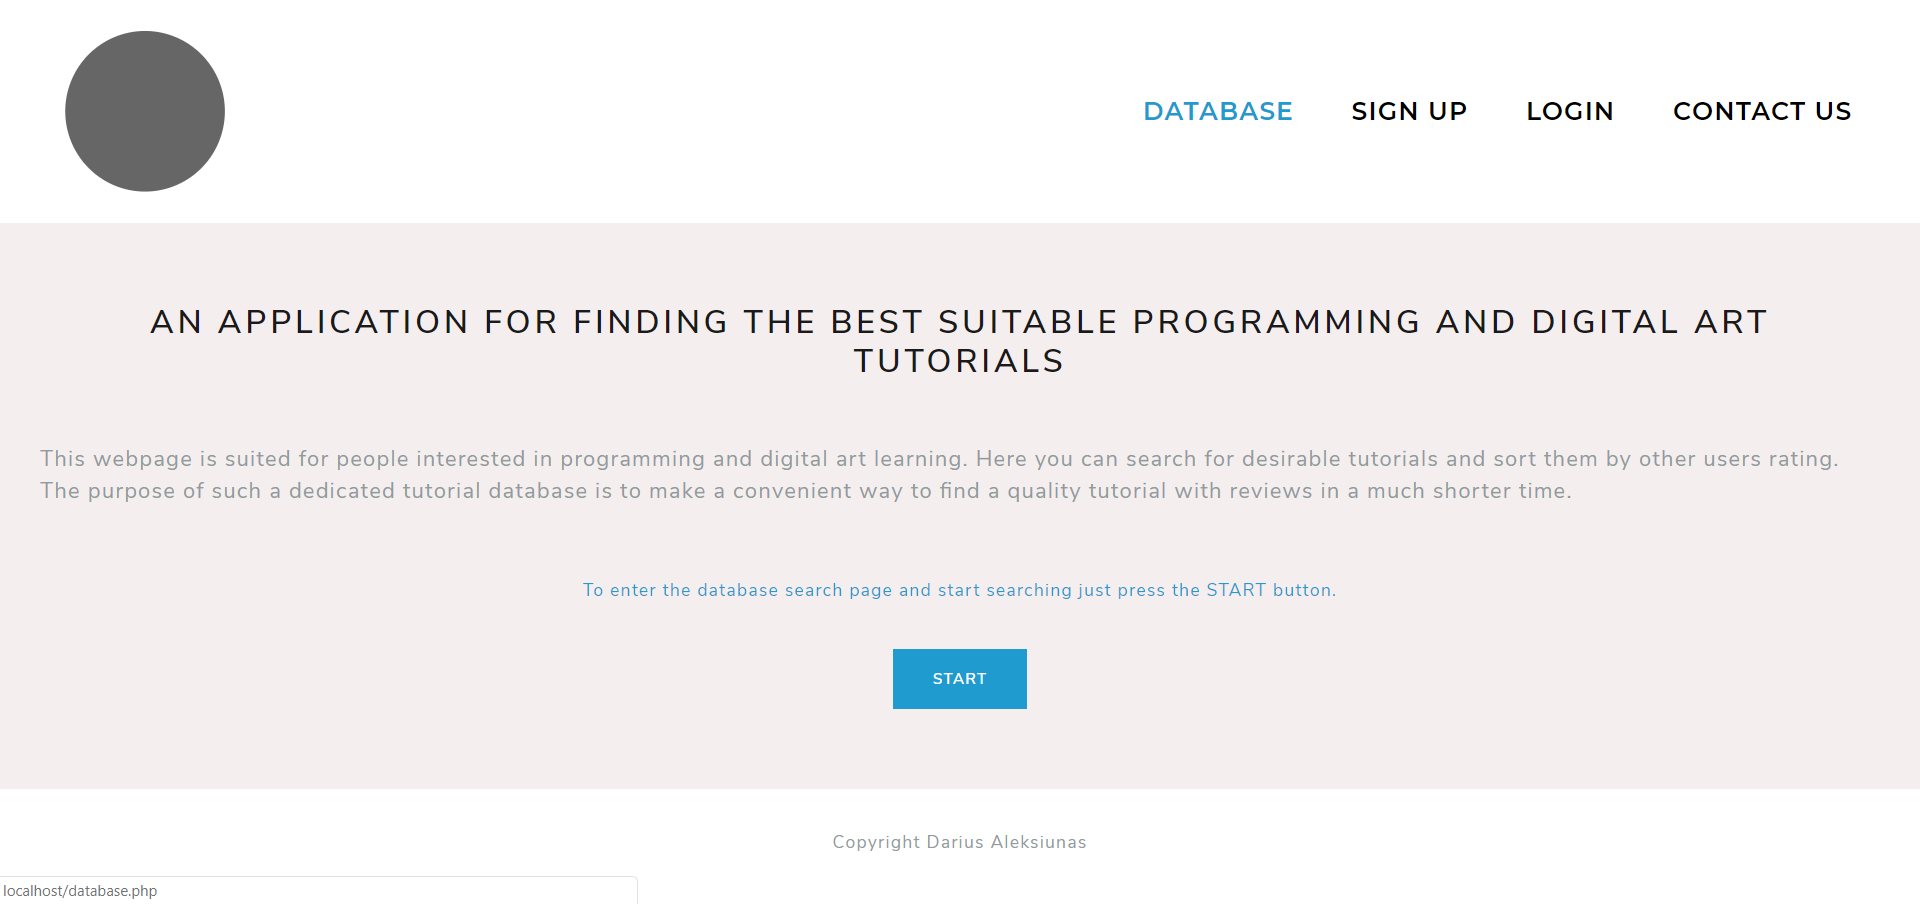 DATABASE SIGN UP LOGIN CONTACT US
AN APPLICATION FOR FINDING THE BEST SUITABLE PROGRAMMING AND DIGITAL ART
TUTORIALS
This webpage is suited for people interested in programming and digital art learning. Here you can search for desirable tutorials and sort them by other users rating.
The purpose of such a dedicated tutorial database is to make a convenient way to find a quality tutorial with reviews in a much shorter time.
To enter the database search page and start searching just press the START button.
START
Copyright Darius Aleksiunas
localhost/database.php